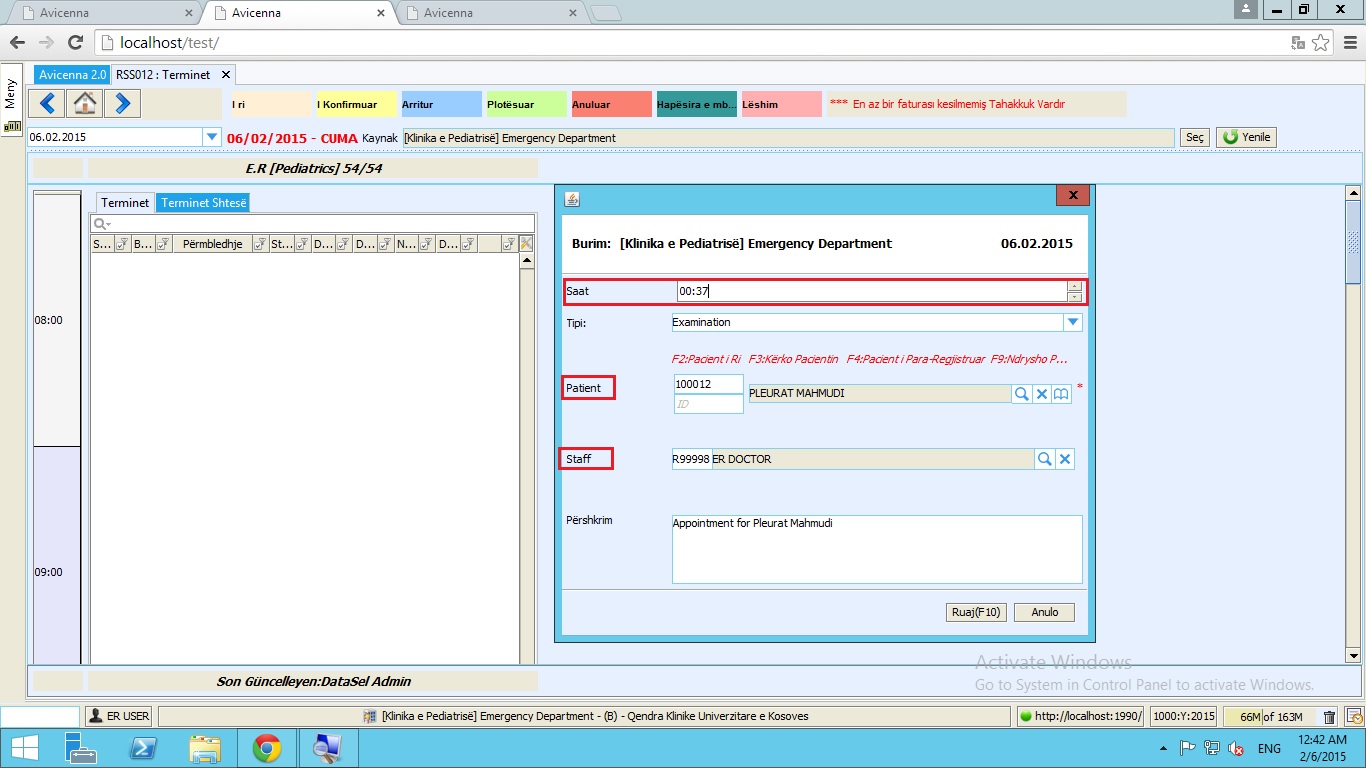 Avicenna
Avicenna
Avicenna
localhost/test/
Meny
Avicenna 2.0
RSS012 : Terminet
I ri
I Konfirmuar
Arritur
Plotësuar
Anuluar
Hapësira e mb...
Lëshim
*** En az bir faturası kesilmemiş Tahakkuk Vardır
06.02.2015
06/02/2015 - CUMA
Kaynak
[Klinika e Pediatrisë] Emergency Department
Seç
Yenile
E.R [Pediatrics] 54/54
Terminet
Terminet Shtesë
S...
B...
Përmbledhje
St...
D...
D...
N...
D...
08:00
09:00
Burim: [Klinika e Pediatrisë] Emergency Department
06.02.2015
Saat
00:37
Tipi:
Examination
F2:Pacient i Ri F3:Kërko Pacientin F4:Pacient i Para-Regjistruar F9:Ndrysho P...
Patient
100012
ID
PLEURAT MAHMUDI
*
Staff
R99998
ER DOCTOR
Përshkrim
Appointment for Pleurat Mahmudi
Ruaj(F10)
Anulo
Activate Windows
Go to System in Control Panel to activate Windows.
Son Güncelleyen:DataSel Admin
ER USER
[Klinika e Pediatrisë] Emergency Department - (B) - Qendra Klinike Univerzitare e Kosoves
http://localhost:1990/
1000:Y:2015
66M of 163M
ENG
12:42 AM
2/6/2015